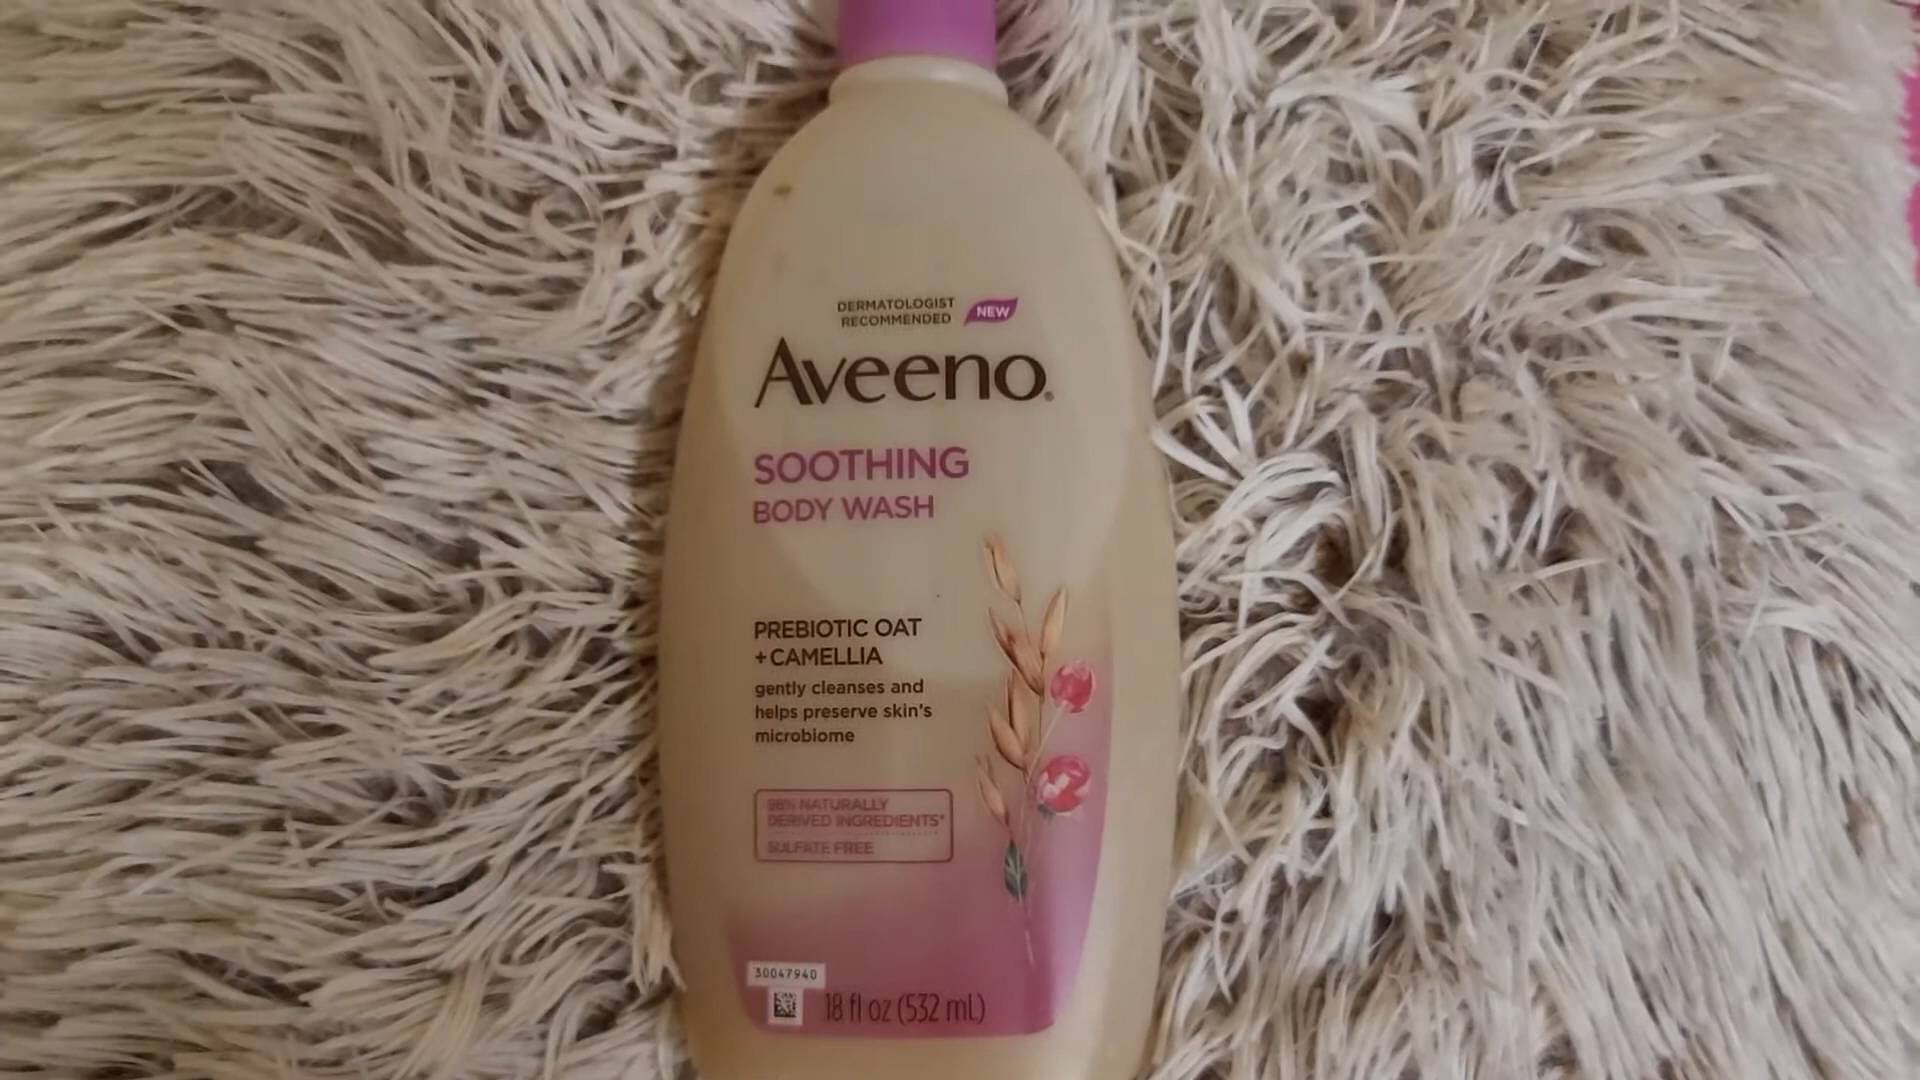 DERMATOLOGIST
RECOMMENDED
NEW
Aveeno®
SOOTHING
BODY WASH
PREBIOTIC OAT
+CAMELLIA
gently cleanses and
helps preserve skin's
microbiome
98% NATURALLY
DERIVED INGREDIENTS*
SULFATE FREE
30047940
18 fl oz (532 mL)